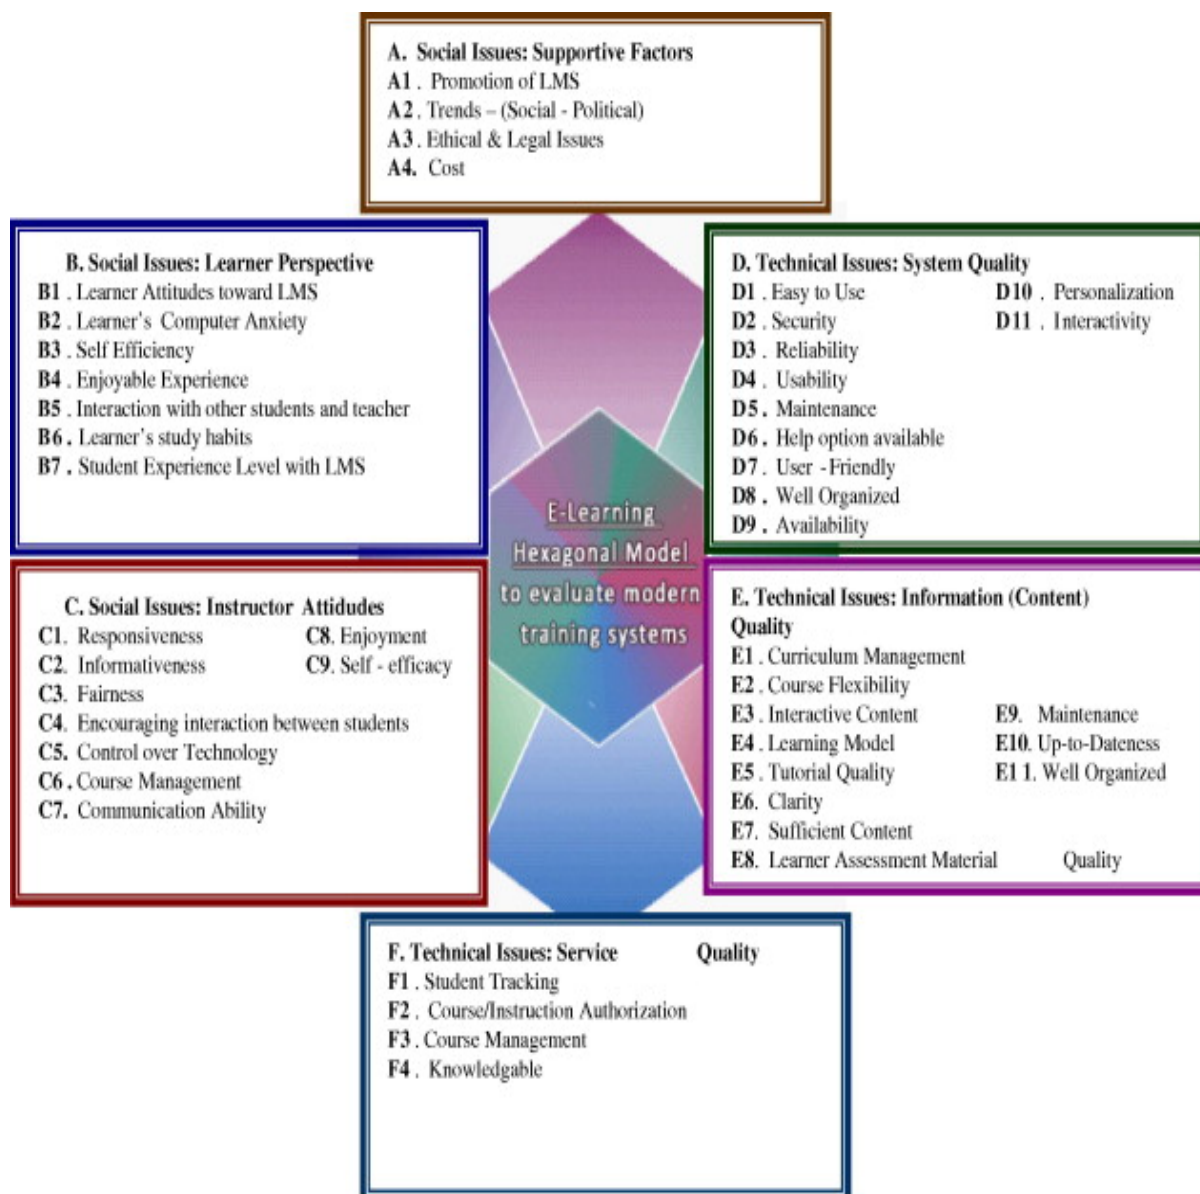 A. Social Issues: Supportive Factors
A1 . Promotion of LMS
A2 . Trends – (Social - Political)
A3 . Ethical & Legal Issues
A4. Cost
B. Social Issues: Learner Perspective
B1 . Learner Attitudes toward LMS
B2 . Learner's Computer Anxiety
B3 . Self Efficiency
B4 . Enjoyable Experience
B5 . Interaction with other students and teacher
B6 . Learner's study habits
B7 . Student Experience Level with LMS
C. Social Issues: Instructor Attidudes
C1. Responsiveness C8. Enjoyment
C2. Informativeness C9. Self - efficacy
C3. Fairness
C4. Encouraging interaction between students
C5. Control over Technology
C6 . Course Management
C7. Communication Ability
E-Learning
Hexagonal Model
to evaluate modern
training systems
D. Technical Issues: System Quality
D1 . Easy to Use D10 . Personalization
D2 . Security D11 . Interactivity
D3 . Reliability
D4 . Usability
D5 . Maintenance
D6 . Help option available
D7 . User - Friendly
D8 . Well Organized
D9 . Availability
E. Technical Issues: Information (Content)
Quality
E1 . Curriculum Management
E2 . Course Flexibility
E3 . Interactive Content E9. Maintenance
E4 . Learning Model E10. Up-to-Dateness
E5 . Tutorial Quality E1 1. Well Organized
E6. Clarity
E7. Sufficient Content
E8. Learner Assessment Material Quality
F. Technical Issues: Service Quality
F1 . Student Tracking
F2 . Course/Instruction Authorization
F3 . Course Management
F4 . Knowledgable